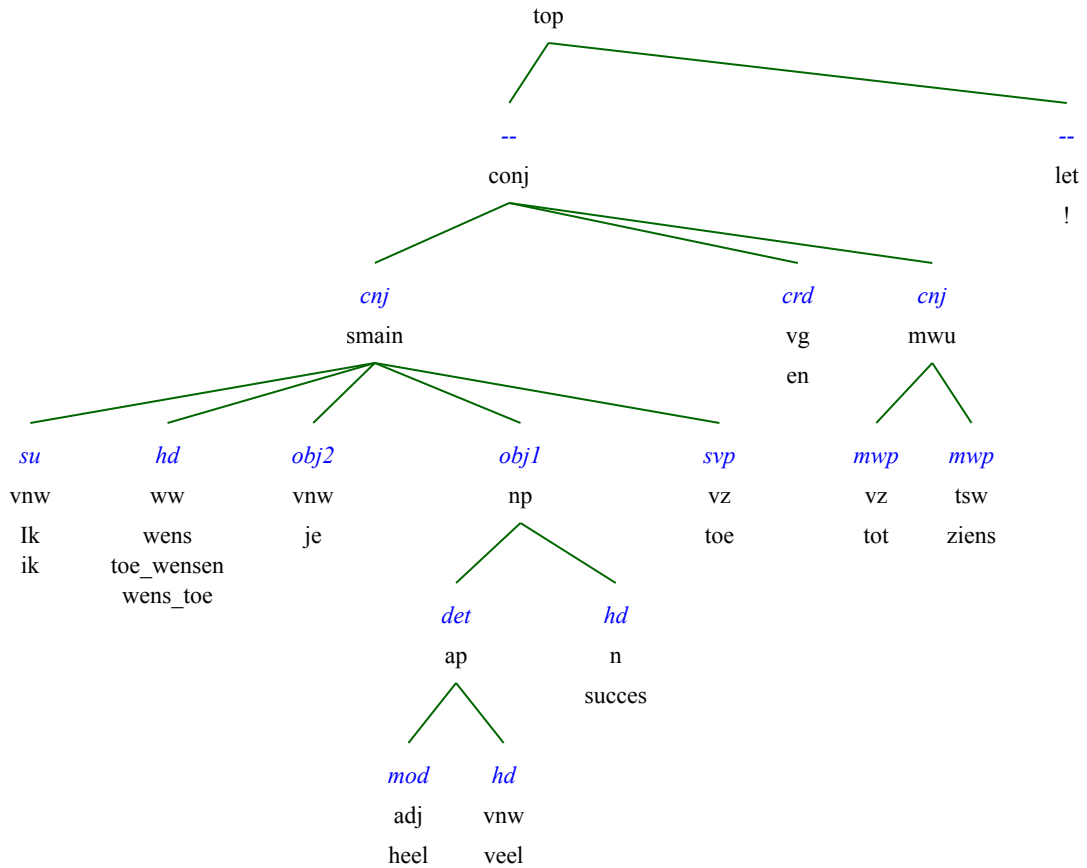 top
-- --
conj let
!
cnj crd cnj
smain vg mwu
en
su hd obj2 obj1 svp mwp mwp
vnw ww vnw np vz vz tsw
Ik wens je toe tot ziens
ik toe_wensen
wens_toe
det hd
ap n
succes
mod hd
adj vnw
heel veel